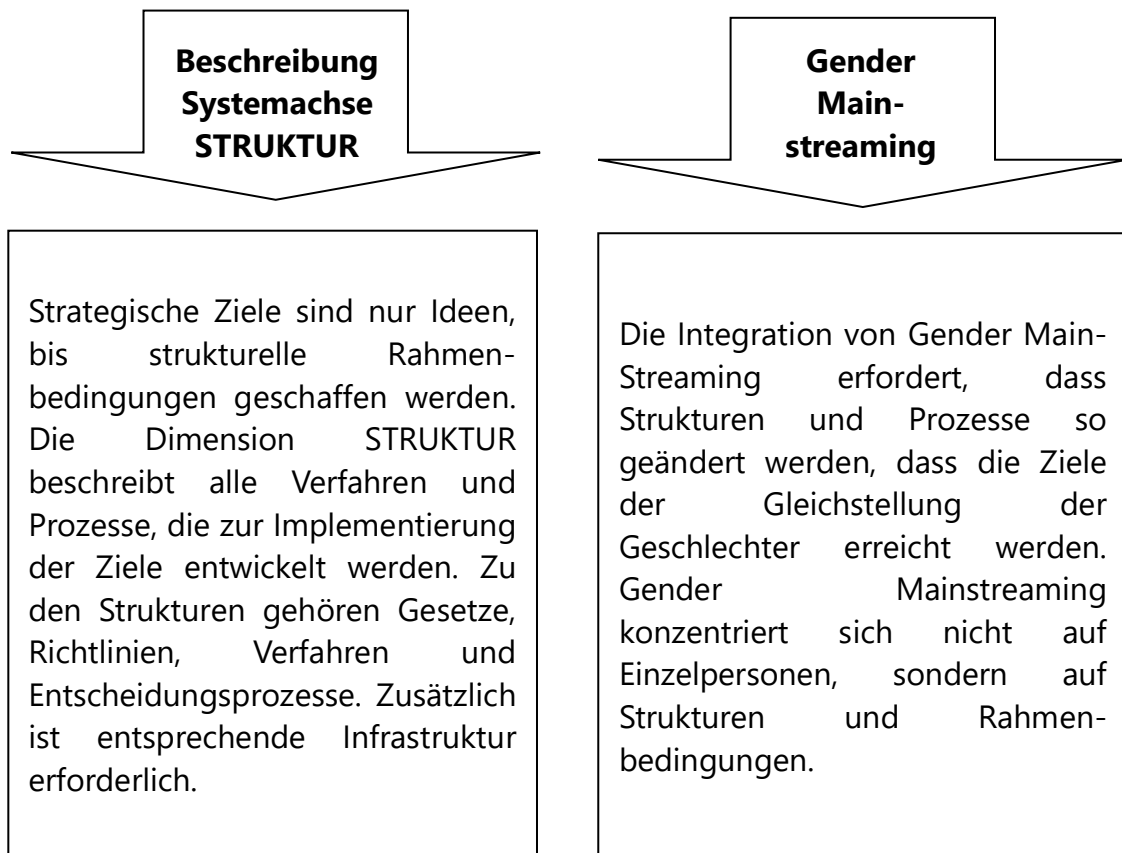 Beschreibung
Systemachse
STRUKTUR
Strategische Ziele sind nur Ideen,
bis strukturelle Rahmen-
bedingungen geschaffen werden.
Die Dimension STRUKTUR
beschreibt alle Verfahren und
Prozesse, die zur Implementierung
der Ziele entwickelt werden. Zu
den Strukturen gehören Gesetze,
Richtlinien, Verfahren und
Entscheidungsprozesse. Zusätzlich
ist entsprechende Infrastruktur
erforderlich.
Gender
Main-
streaming
Die Integration von Gender Main-
Streaming erfordert, dass
Strukturen und Prozesse so
geändert werden, dass die Ziele
der Gleichstellung der
Geschlechter erreicht werden.
Gender Mainstreaming
konzentriert sich nicht auf
Einzelpersonen, sondern auf
Strukturen und Rahmen-
bedingungen.